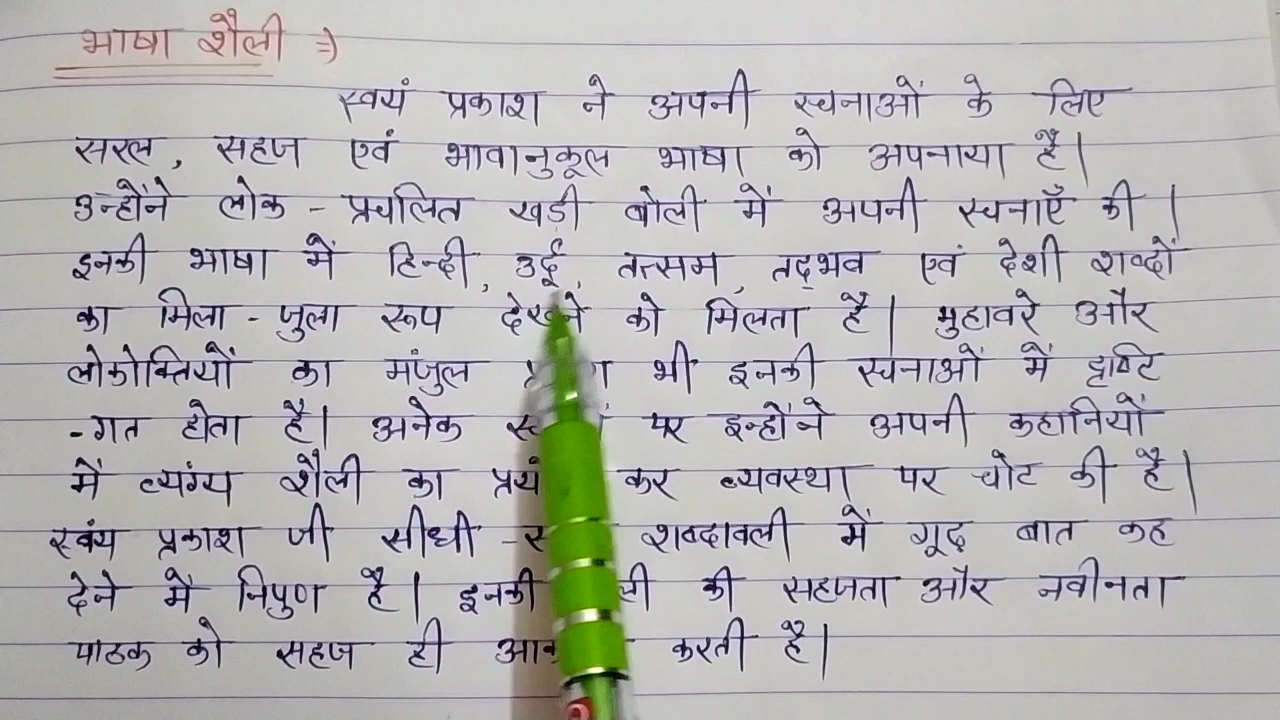 भाषा शैली ⇒
स्वयं प्रकाश ने अपनी रचनाओं के लिए
सरल, सहज एवं भावानुकूल भाषा को अपनाया है।
उन्होंने लोक - प्रचलित खड़ी बोली में अपनी रचनाएँ की।
इनकी भाषा में हिन्दी, उर्दू, तत्सम, तद्भव एवं देशी शब्दों
का मिला - जुला रूप देखने को मिलता है। मुहावरे और
लोकोक्तियों का मंजुल भी इनकी रचनाओं में दृष्टि
-गत होता है। अनेक पर इन्होंने अपनी कहानियों
में व्यंग्य शैली का कर व्यवस्था पर चोट की है।
स्वंय प्रकाश जी सीधी - शब्दावली में गूढ़ बात कह
देने में निपुण है। इनकी की सहजता और नवीनता
पाठक को सहज ही करती है।